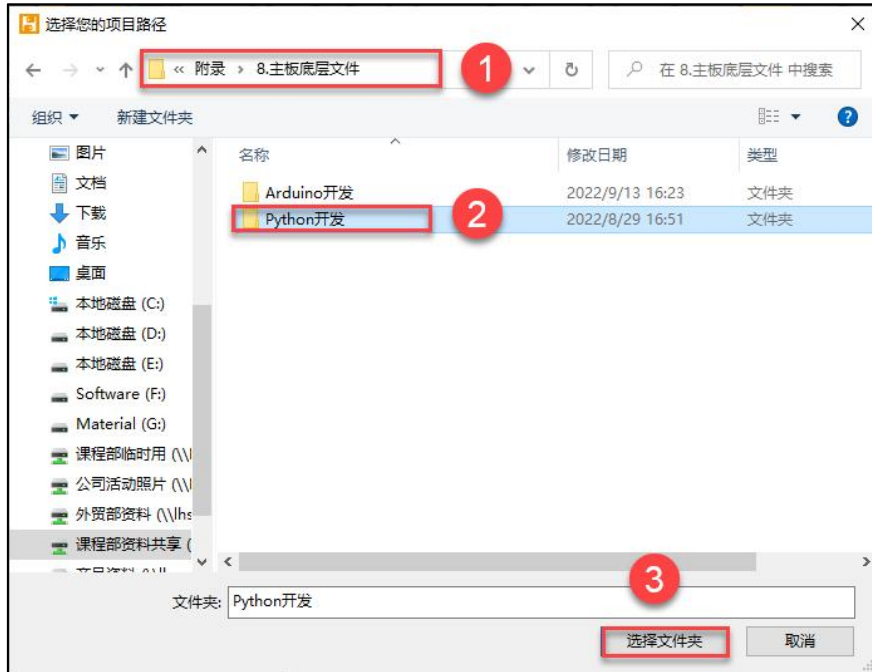 选择您的项目路径
« 附录 › 8.主板底层文件
1
在 8.主板底层文件 中搜索
组织
新建文件夹
?
图片
文档
下载
音乐
桌面
本地磁盘 (C:)
本地磁盘 (D:)
本地磁盘 (E:)
Software (F:)
Material (G:)
课程部临时用 (\\
公司活动照片 (\\
外贸部资料 (\\lhs
课程部资料共享 (
名称
修改日期
类型
Arduino开发
2022/9/13 16:23
文件夹
Python开发
2
2022/8/29 16:51
文件夹
3
文件夹:
Python开发
选择文件夹
取消